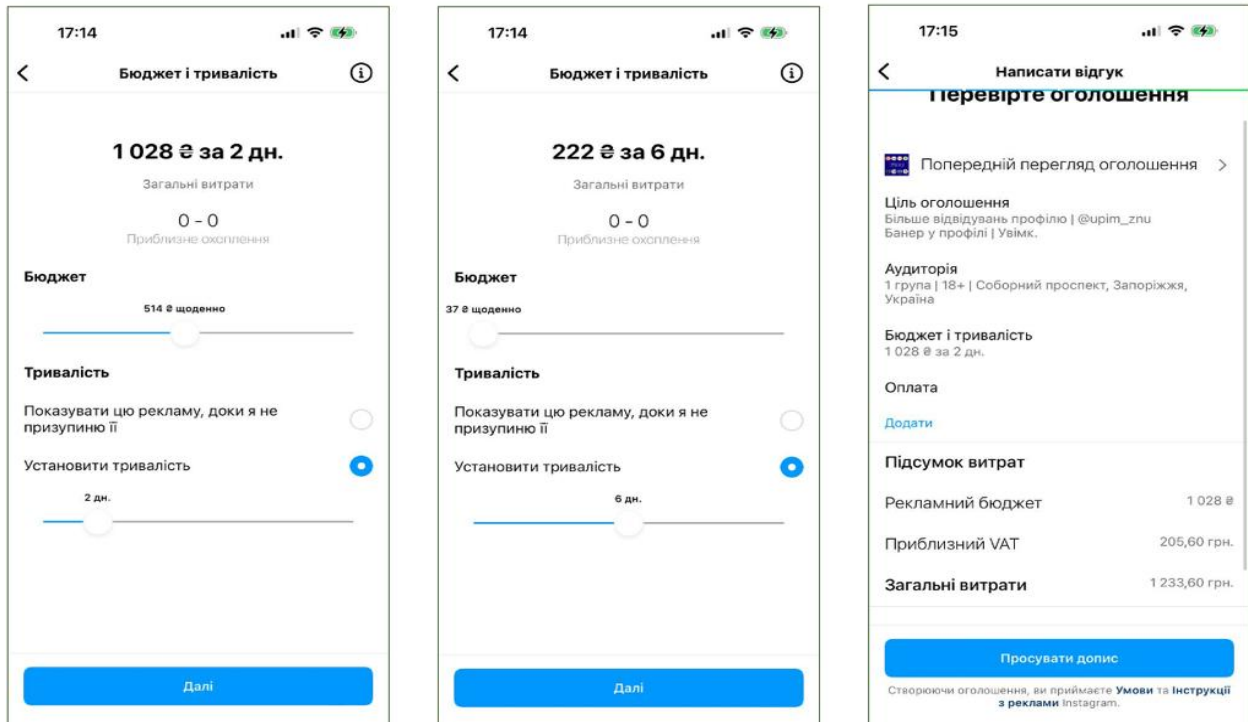 17:14
Бюджет і тривалість
1 028 ₴ за 2 дн.
Загальні витрати
0 – 0
Приблизне охоплення
Бюджет
514 ₴ щоденно
Тривалість
Показувати цю рекламу, доки я не
призупиню її
Установити тривалість
2 дн.
Далі
17:14
Бюджет і тривалість
222 ₴ за 6 дн.
Загальні витрати
0 – 0
Приблизне охоплення
Бюджет
37 ₴ щоденно
Тривалість
Показувати цю рекламу, доки я не
призупиню її
Установити тривалість
6 дн.
Далі
17:15
Написати відгук
Перевірте оголошення
Попередній перегляд оголошення
Ціль оголошення
Більше відвідувань профілю | @upim_znu
Банер у профілі | Увімк.
Аудиторія
1 група | 18+ | Соборний проспект, Запоріжжя,
Україна
Бюджет і тривалість
1 028 ₴ за 2 дн.
Оплата
Додати
Підсумок витрат
Рекламний бюджет 1 028 ₴
Приблизний VAT 205,60 грн.
Загальні витрати 1 233,60 грн.
Просувати допис
Створюючи оголошення, ви приймаєте Умови та Інструкції
з реклами Instagram.